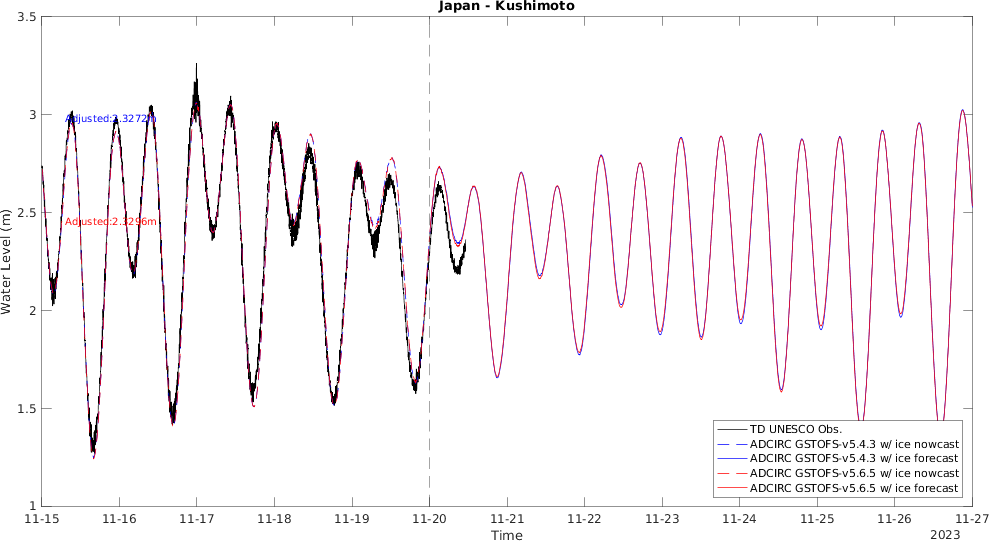 Japan - Kushimoto
3.5
3
2.5
2
1.5
1
Water Level (m)
Adjusted:2.3272m
Adjusted:2.3296m
TD UNESCO Obs.
ADCIRC GSTOFS-v5.4.3 w/ ice nowcast
ADCIRC GSTOFS-v5.4.3 w/ ice forecast
ADCIRC GSTOFS-v5.6.5 w/ ice nowcast
ADCIRC GSTOFS-v5.6.5 w/ ice forecast
11-15 11-16 11-17 11-18 11-19 11-20 11-21 11-22 11-23 11-24 11-25 11-26 11-27
Time
2023